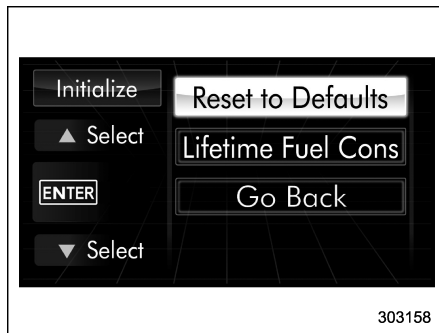 Initialize
Reset to Defaults
▲ Select
Lifetime Fuel Cons
ENTER
Go Back
▼ Select
303158